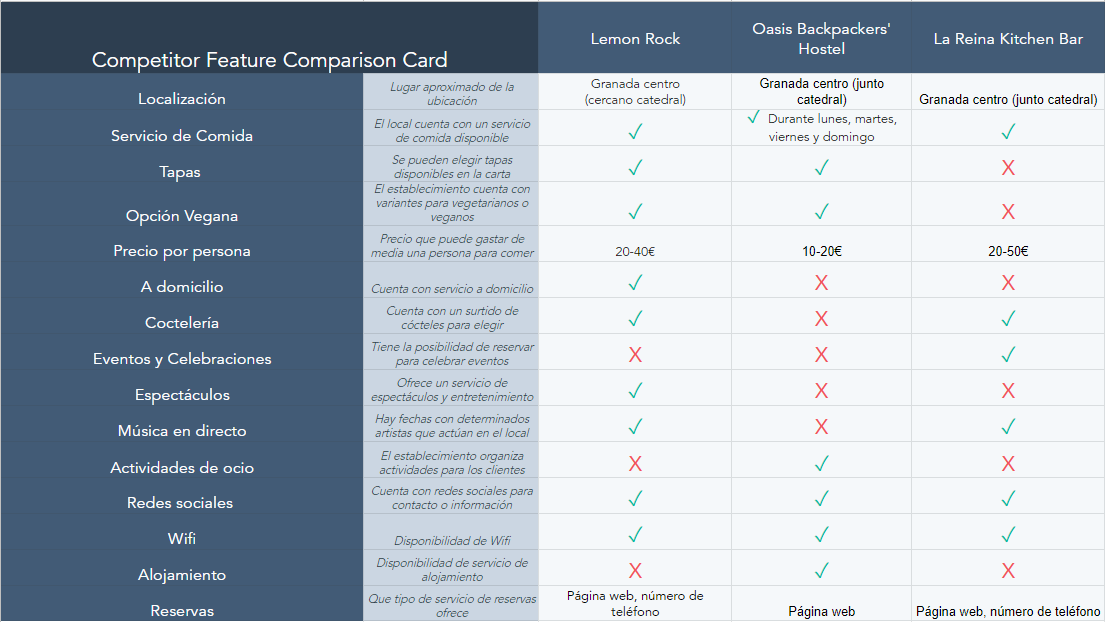 Competitor Feature Comparison Card
Lemon Rock
Oasis Backpackers'
Hostel
La Reina Kitchen Bar
Localización
Lugar aproximado de la
ubicación
Granada centro
(cercano catedral)
Granada centro (junto
catedral)
Granada centro (junto catedral)
Servicio de Comida
El local cuenta con un servicio
de comida disponible
✓
✓ Durante lunes, martes,
viernes y domingo
✓
Tapas
Se pueden elegir tapas
disponibles en la carta
✓
✓
X
Opción Vegana
El establecimiento cuenta con
variantes para vegetarianos o
veganos
✓
✓
X
Precio por persona
Precio que puede gastar de
media una persona para comer
20-40€
10-20€
20-50€
A domicilio
Cuenta con servicio a domicilio
✓
X
X
Coctelería
Cuenta con un surtido de
cócteles para elegir
✓
X
✓
Eventos y Celebraciones
Tiene la posibilidad de reservar
para celebrar eventos
X
X
✓
Espectáculos
Ofrece un servicio de
espectáculos y entretenimiento
✓
X
X
Música en directo
Hay fechas con determinados
artistas que actúan en el local
✓
X
✓
Actividades de ocio
El establecimiento organiza
actividades para los clientes
X
✓
X
Redes sociales
Cuenta con redes sociales para
contacto o información
✓
✓
✓
Wifi
Disponibilidad de Wifi
✓
✓
✓
Alojamiento
Disponibilidad de servicio de
alojamiento
X
✓
X
Reservas
Que tipo de servicio de reservas
ofrece
Página web, número de
teléfono
Página web
Página web, número de teléfono